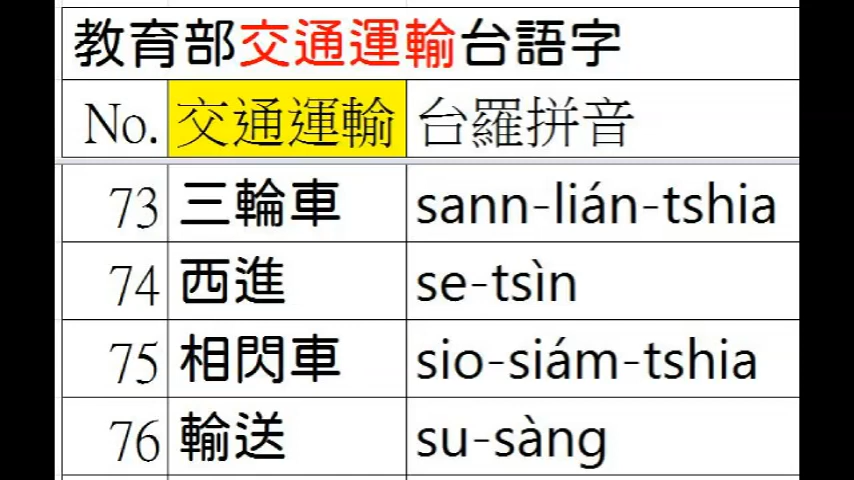 教育部交通運輸台語字
No. 交通運輸 台羅拼音
73 三輪車 sann-lián-tshia
74 西進 se-tsìn
75 相閃車 sio-siám-tshia
76 輸送 su-sàng